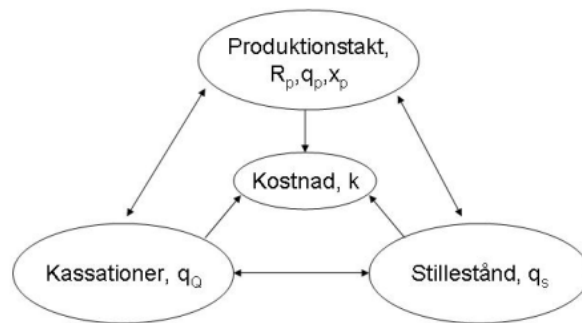 Produktionstakt,
Rp,qp,xp
Kostnad, k
Kassationer, qQ
Stillestånd, qs